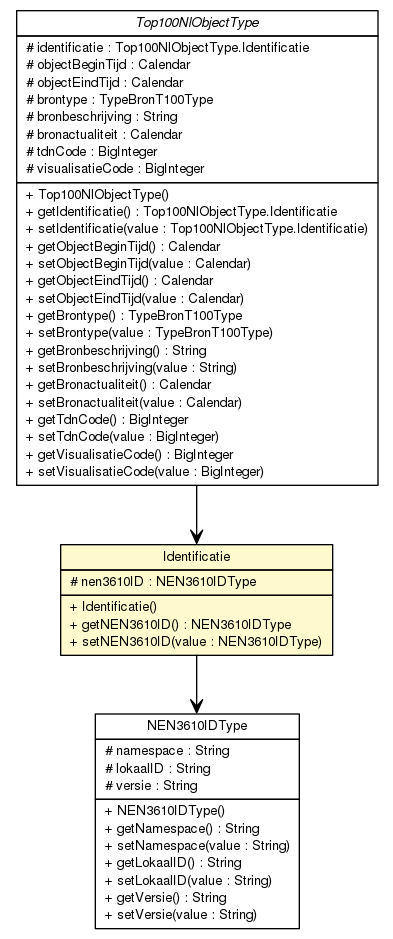 Top100NlObjectType
# identificatie : Top100NlObjectType.Identificatie
# objectBeginTijd : Calendar
# objectEindTijd : Calendar
# brontype : TypeBronT100Type
# bronbeschrijving : String
# bronactualiteit : Calendar
# tdnCode : BigInteger
# visualisatieCode : BigInteger
+ Top100NlObjectType()
+ getIdentificatie() : Top100NlObjectType.Identificatie
+ setIdentificatie(value : Top100NlObjectType.Identificatie)
+ getObjectBeginTijd() : Calendar
+ setObjectBeginTijd(value : Calendar)
+ getObjectEindTijd() : Calendar
+ setObjectEindTijd(value : Calendar)
+ getBrontype() : TypeBronT100Type
+ setBrontype(value : TypeBronT100Type)
+ getBronbeschrijving() : String
+ setBronbeschrijving(value : String)
+ getBronactualiteit() : Calendar
+ setBronactualiteit(value : Calendar)
+ getTdnCode() : BigInteger
+ setTdnCode(value : BigInteger)
+ getVisualisatieCode() : BigInteger
+ setVisualisatieCode(value : BigInteger)
Identificatie
# nen3610ID : NEN3610IDType
+ Identificatie()
+ getNEN3610ID() : NEN3610IDType
+ setNEN3610ID(value : NEN3610IDType)
NEN3610IDType
# namespace : String
# lokaalID : String
# versie : String
+ NEN3610IDType()
+ getNamespace() : String
+ setNamespace(value : String)
+ getLokaalID() : String
+ setLokaalID(value : String)
+ getVersie() : String
+ setVersie(value : String)